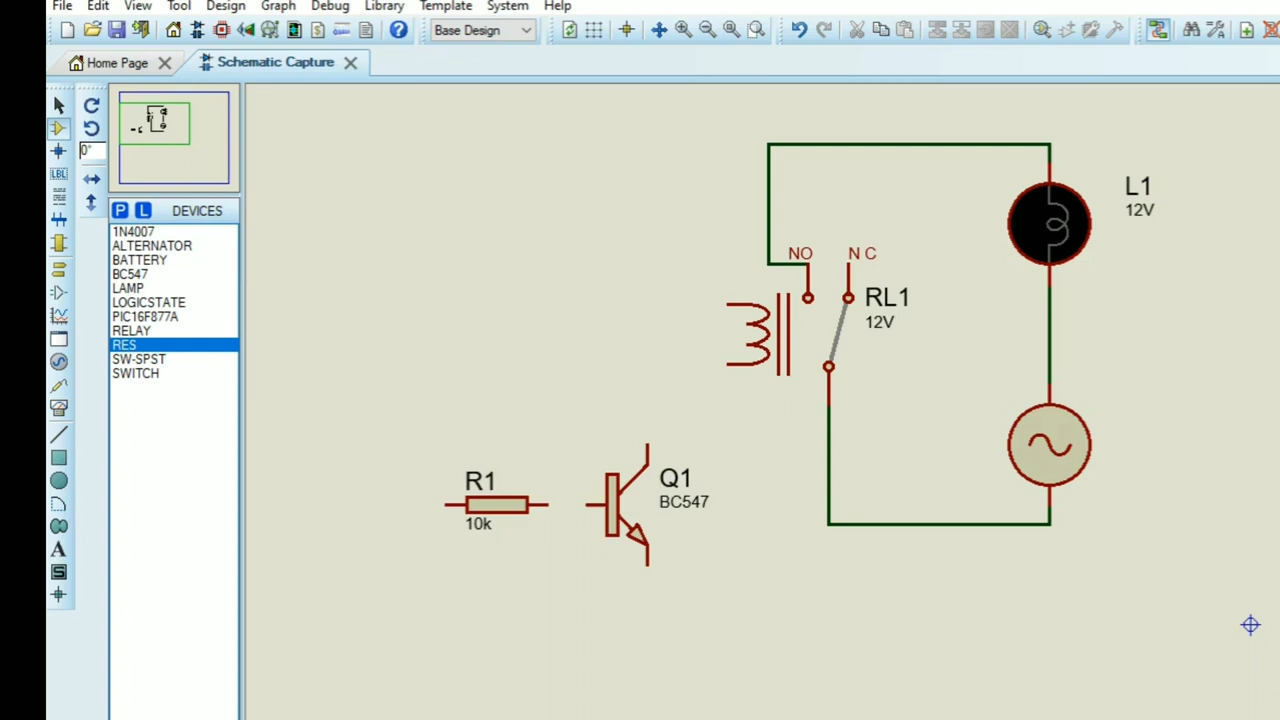 File Edit View Tool Design Graph Debug Library Template System Help
Base Design
Home Page Schematic Capture
0°
LBL
P L DEVICES
1N4007
ALTERNATOR
BATTERY
BC547
LAMP
LOGICSTATE
PIC16F877A
RELAY
RES
SW-SPST
SWITCH
A
S
L1
12V
NO N C
RL1
12V
R1
10k
Q1
BC547